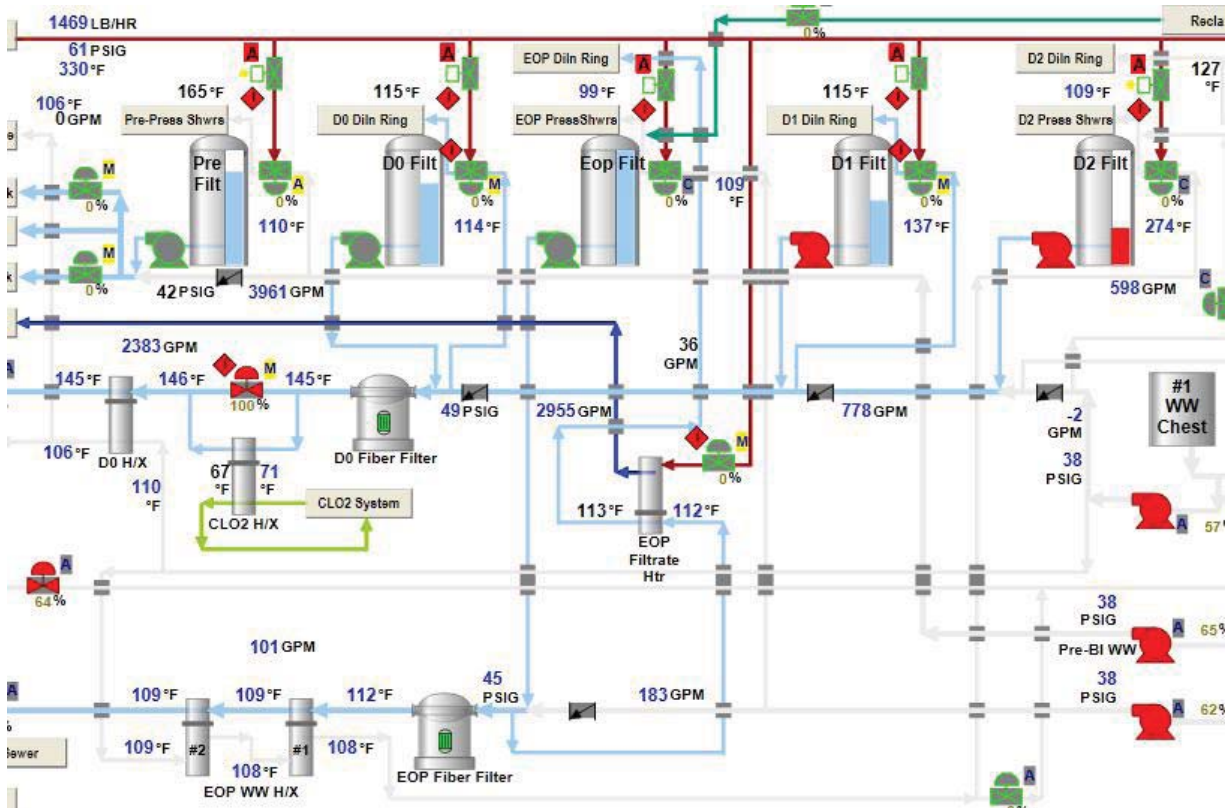 1469 LB/HR
61 PSIG
330 °F
106 °F
0 GPM
165 °F
Pre-Press Shwrs
Pre
Filt
A
A
110 °F
0%
M
0%
M
0%
42 PSIG
3961 GPM
115 °F
D0 Diln Ring
D0 Filt
A
M
0%
114 °F
EOP Diln Ring
99 °F
EOP PressShwrs
Eop Filt
A
C
0%
109
°F
0%
Recla
115 °F
D1 Diln Ring
D1 Filt
A
M
0%
137 °F
D2 Diln Ring
109 °F
D2 Press Shwrs
D2 Filt
A
C
0%
274 °F
127
°F
598 GPM
C
2383 GPM
145 °F
146 °F
M
100%
145 °F
49 PSIG
2955 GPM
36
GPM
778 GPM
-2
GPM
38
PSIG
#1
WW
Chest
A
57%
D0 Fiber Filter
106 °F
D0 H/X
110
°F
67
°F
71
°F
CLO2 H/X
CLO2 System
M
0%
113 °F
112 °F
EOP
Filtrate
Htr
A
64%
101 GPM
38
PSIG
A
65%
Pre-Bl WW
38
PSIG
A
62%
A
%
109 °F
109 °F
112 °F
45
PSIG
183 GPM
Sewer
109 °F
#2
108 °F
#1
108 °F
EOP WW H/X
EOP Fiber Filter
A